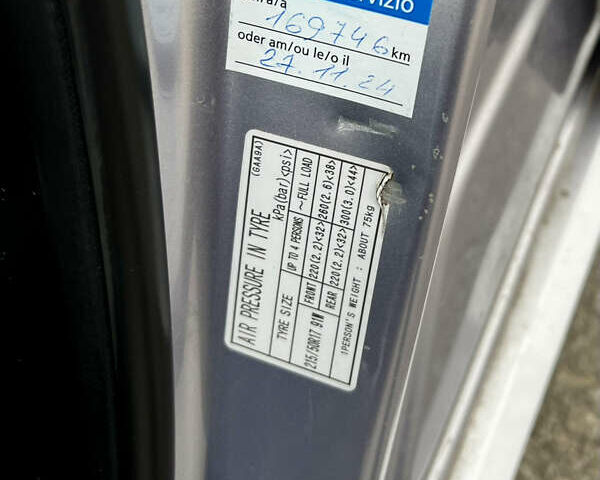 m/a/a
169746 km
oder am/ou le/o il
27.11.24
AIR PRESSURE IN TYRE (GAA9A)
TYRE SIZE kPa(bar)<psi>
UP TO 4 PERSONS ~FULL LOAD
215/50R17 91W FRONT 220(2.2)<32> 260(2.6)<38>
REAR 220(2.2)<32> 300(3.0)<44>
1PERSON'S WEIGHT : ABOUT 75kg